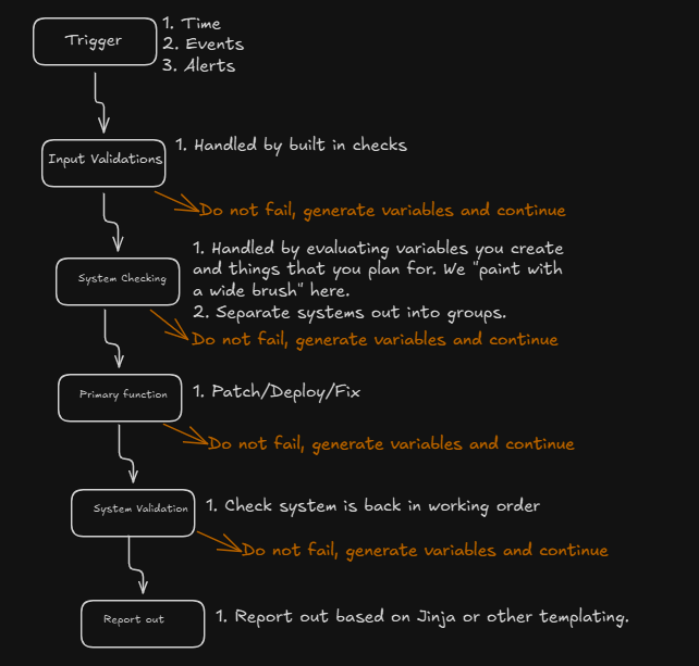 Trigger
1. Time
2. Events
3. Alerts
Input Validations
1. Handled by built in checks
Do not fail, generate variables and continue
System Checking
1. Handled by evaluating variables you create
and things that you plan for. We "paint with
a wide brush" here.
2. Separate systems out into groups.
Do not fail, generate variables and continue
Primary function
1. Patch/Deploy/Fix
Do not fail, generate variables and continue
System Validation
1. Check system is back in working order
Do not fail, generate variables and continue
Report out
1. Report out based on Jinja or other templating.